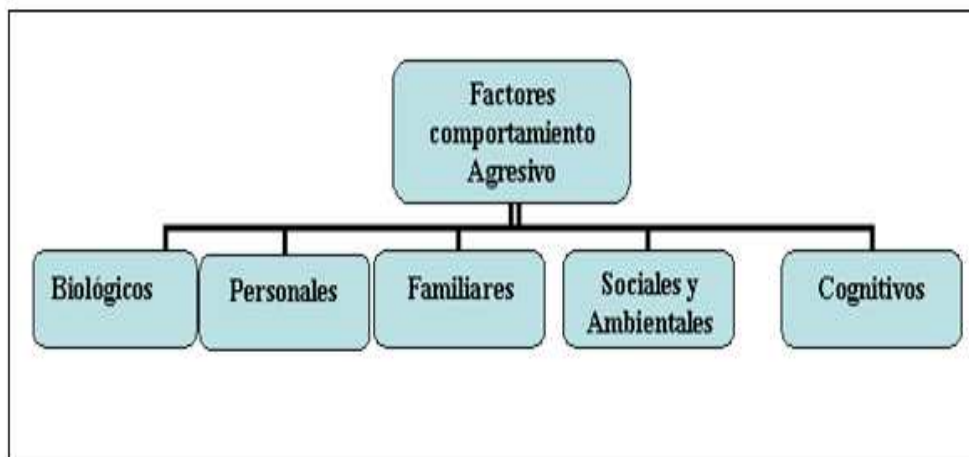 Factores
comportamiento
Agresivo
Biológicos
Personales
Familiares
Sociales y
Ambientales
Cognitivos